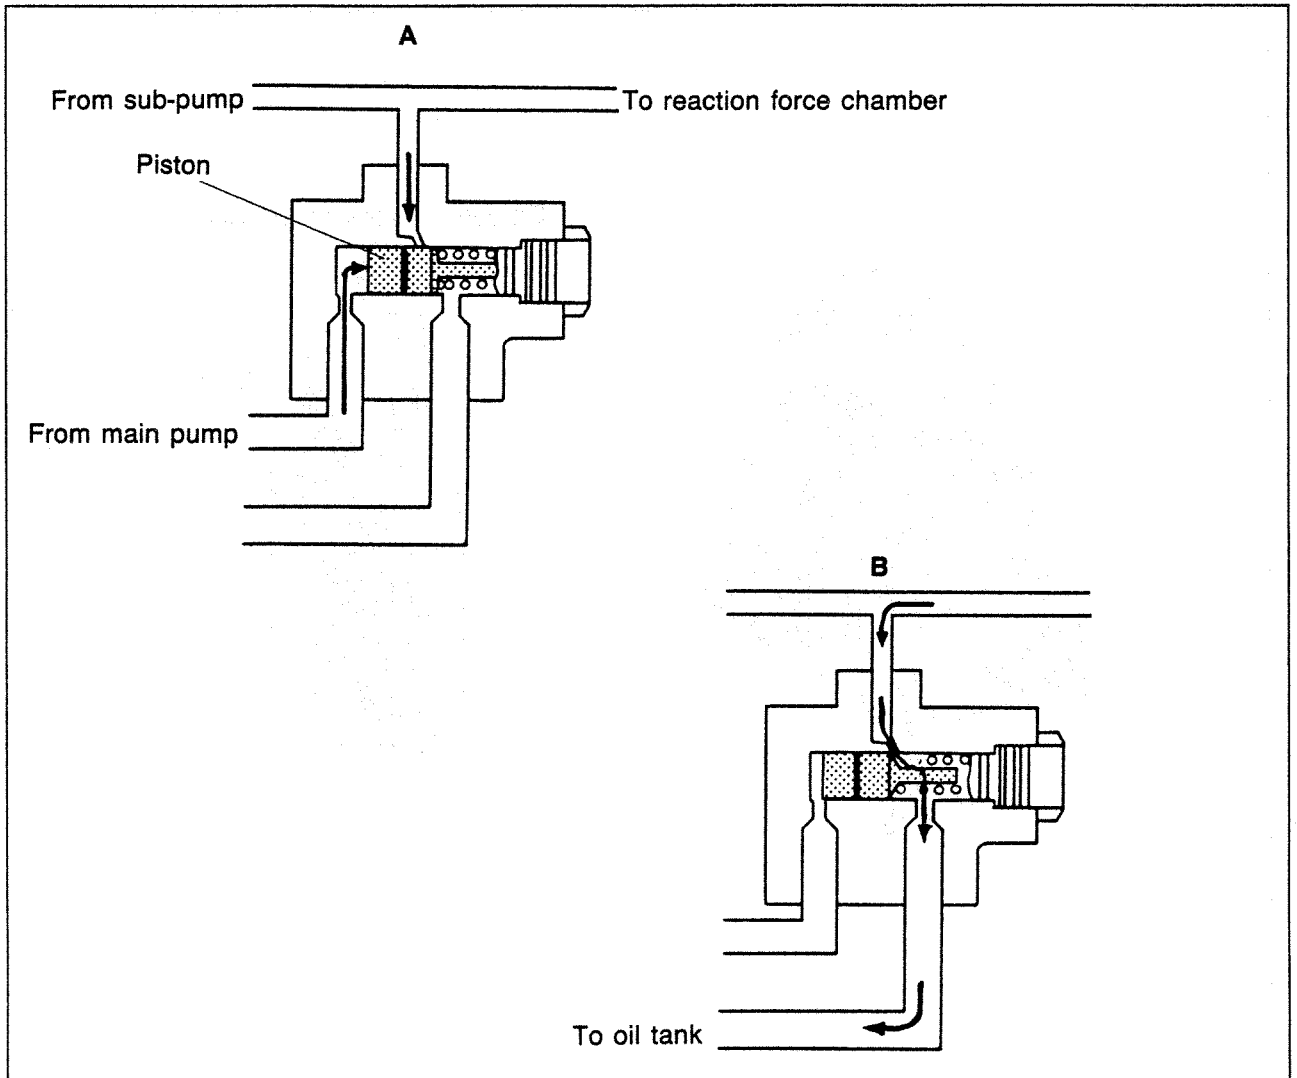 A
From sub-pump
To reaction force chamber
Piston
From main pump
B
To oil tank